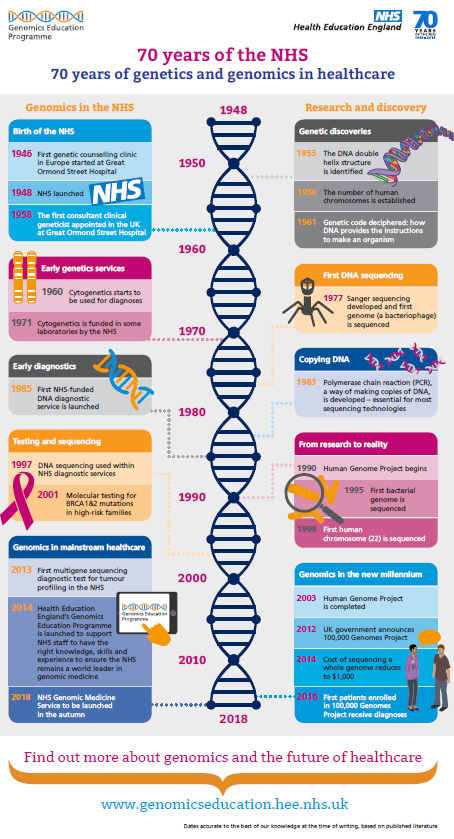 Genomics Education
Programme
NHS
Health Education England
70
YEARS
OF THE NHS
1948 - 2018
70 years of the NHS
70 years of genetics and genomics in healthcare
Genomics in the NHS
Birth of the NHS
1946 First genetic counselling clinic
in Europe started at Great
Ormond Street Hospital
1948 NHS launched
NHS
1958 The first consultant clinical
geneticist appointed in the UK
at Great Ormond Street Hospital
Early genetics services
1960 Cytogenetics starts to
be used for diagnoses
1971 Cytogenetics is funded in some
laboratories by the NHS
Early diagnostics
1985 First NHS-funded
DNA diagnostic
service is launched
Testing and sequencing
1997 DNA sequencing used within
NHS diagnostic services
2001 Molecular testing for
BRCA1&2 mutations
in high-risk families
Genomics in mainstream healthcare
2013 First multigene sequencing
diagnostic test for tumour
profiling in the NHS
2014 Health Education
England's Genomics
Education Programme
is launched to support
NHS staff to have the
right knowledge, skills and
experience to ensure the NHS
remains a world leader in
genomic medicine
Genomics Education
Programme
2018 NHS Genomic Medicine
Service to be launched
in the autumn
1948
1950
1960
1970
1980
1990
2000
2010
2018
Research and discovery
Genetic discoveries
1953 The DNA double
helix structure
is identified
1956 The number of human
chromosomes is established
1961 Genetic code deciphered: how
DNA provides the instructions
to make an organism
First DNA sequencing
1977 Sanger sequencing
developed and first
genome (a bacteriophage)
is sequenced
Copying DNA
1983 Polymerase chain reaction (PCR),
a way of making copies of DNA,
is developed – essential for most
sequencing technologies
From research to reality
1990 Human Genome Project begins
1995 First bacterial
genome is
sequenced
1999 First human
chromosome (22) is sequenced
Genomics in the new millennium
2003 Human Genome Project
is completed
2012 UK government announces
100,000 Genomes Project
2014 Cost of sequencing a
whole genome reduces
to $1,000
2016 First patients enrolled
in 100,000 Genomes
Project receive diagnoses
Find out more about genomics and the future of healthcare
www.genomicseducation.hee.nhs.uk
Dates accurate to the best of our knowledge at the time of writing, based on published literature